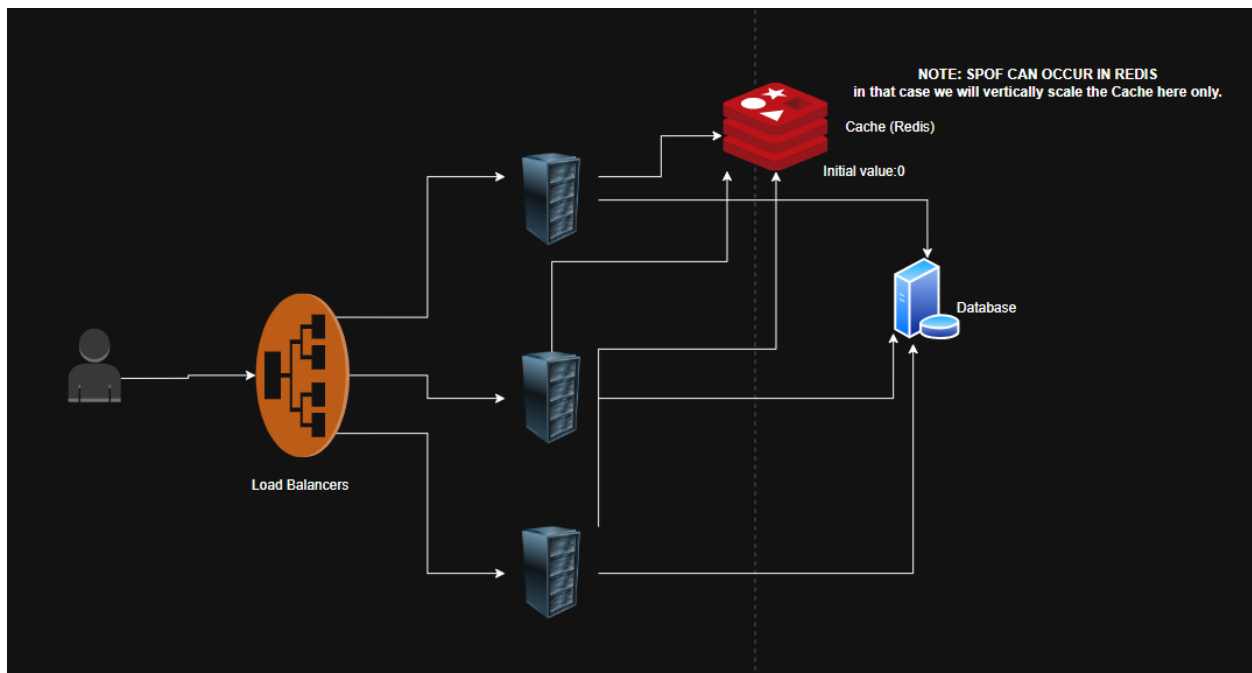 NOTE: SPOF CAN OCCUR IN REDIS
in that case we will vertically scale the Cache here only.
Cache (Redis)
Initial value:0
Database
Load Balancers